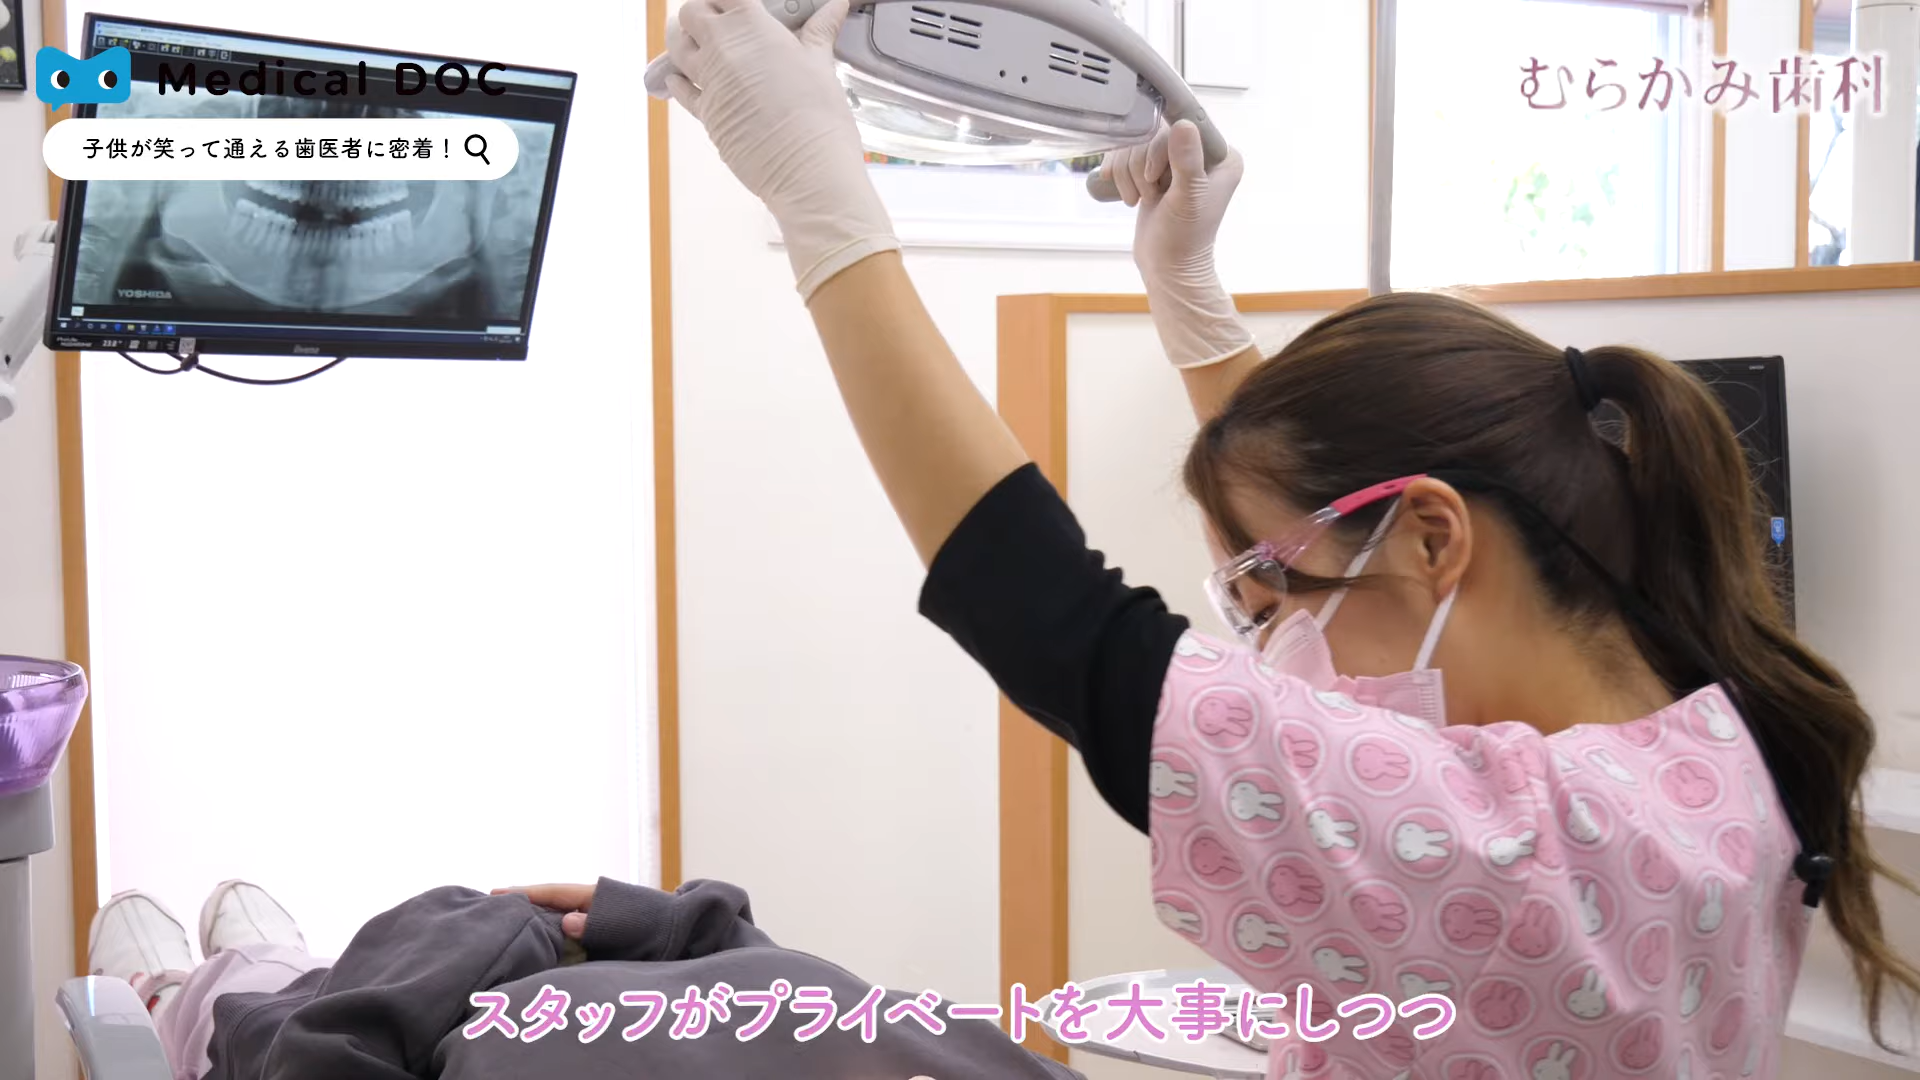 Medical DOC
むらかみ歯科
子供が笑って通える歯医者に密着！
YOSHIDA
スタッフがプライベートを大事にしつつ